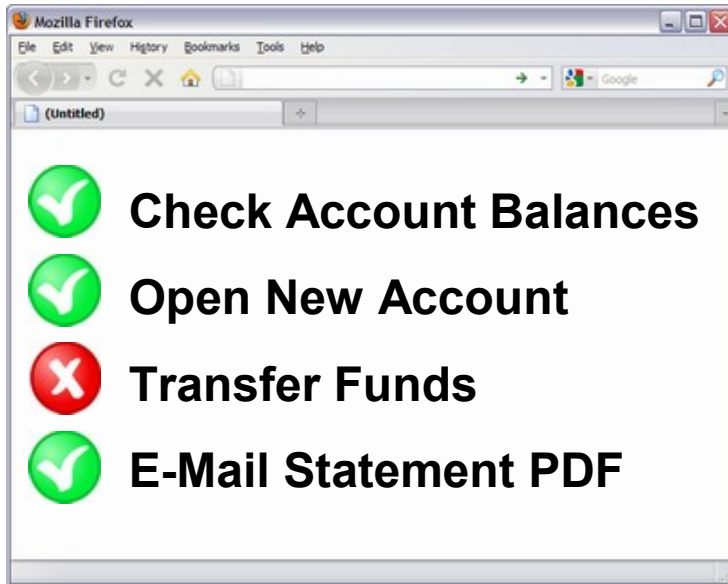 Mozilla Firefox
File Edit View History Bookmarks Tools Help
Google
(Untitled)
Check Account Balances
Open New Account
Transfer Funds
E-Mail Statement PDF